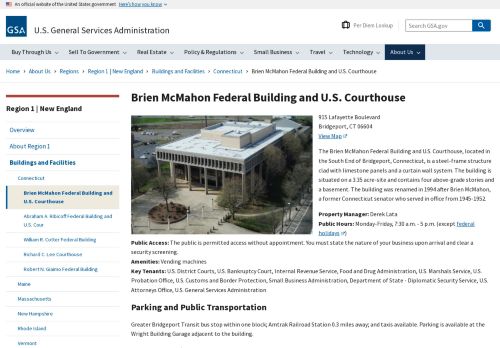 An official website of the United States government Here's how you know
GSA U.S. General Services Administration
Per Diem Lookup
Search GSA.gov
Buy Through Us Sell To Government Real Estate Policy & Regulations Small Business Travel Technology About Us
Home > About Us > Regions > Region 1 | New England > Buildings and Facilities > Connecticut > Brien McMahon Federal Building and U.S. Courthouse
Region 1 | New England
Overview
About Region 1
Buildings and Facilities
Connecticut
Brien McMahon Federal Building and
U.S. Courthouse
Abraham A. Ribicoff Federal Building and
U.S. Cour
William R. Cotter Federal Building
Richard C. Lee Courthouse
Robert N. Giaimo Federal Building
Maine
Massachusetts
New Hampshire
Rhode Island
Vermont
Brien McMahon Federal Building and U.S. Courthouse
915 Lafayette Boulevard
Bridgeport, CT 06604
View Map
The Brien McMahon Federal Building and U.S. Courthouse, located in
the South End of Bridgeport, Connecticut, is a steel-frame structure
clad with limestone panels and a curtain wall system. The building is
situated on a 3.35 acre-site and contains four above-grade stories and
a basement. The building was renamed in 1994 after Brien McMahon,
a former Connecticut senator who served in office from 1945-1952.
Property Manager: Derek Lata
Public Hours: Monday-Friday, 7:30 a.m. - 5 p.m. (except federal
holidays )
Public Access: The public is permitted access without appointment. You must state the nature of your business upon arrival and clear a
security screening.
Amenities: Vending machines
Key Tenants: U.S. District Courts, U.S. Bankruptcy Court, Internal Revenue Service, Food and Drug Administration, U.S. Marshals Service, U.S.
Probation Office, U.S. Customs and Border Protection, Small Business Administration, Department of State - Diplomatic Security Service, U.S.
Attorneys Office, U.S. General Services Administration
Parking and Public Transportation
Greater Bridgeport Transit bus stop within one block; Amtrak Railroad Station 0.3 miles away; and taxis available. Parking is available at the
Wright Building Garage adjacent to the building.